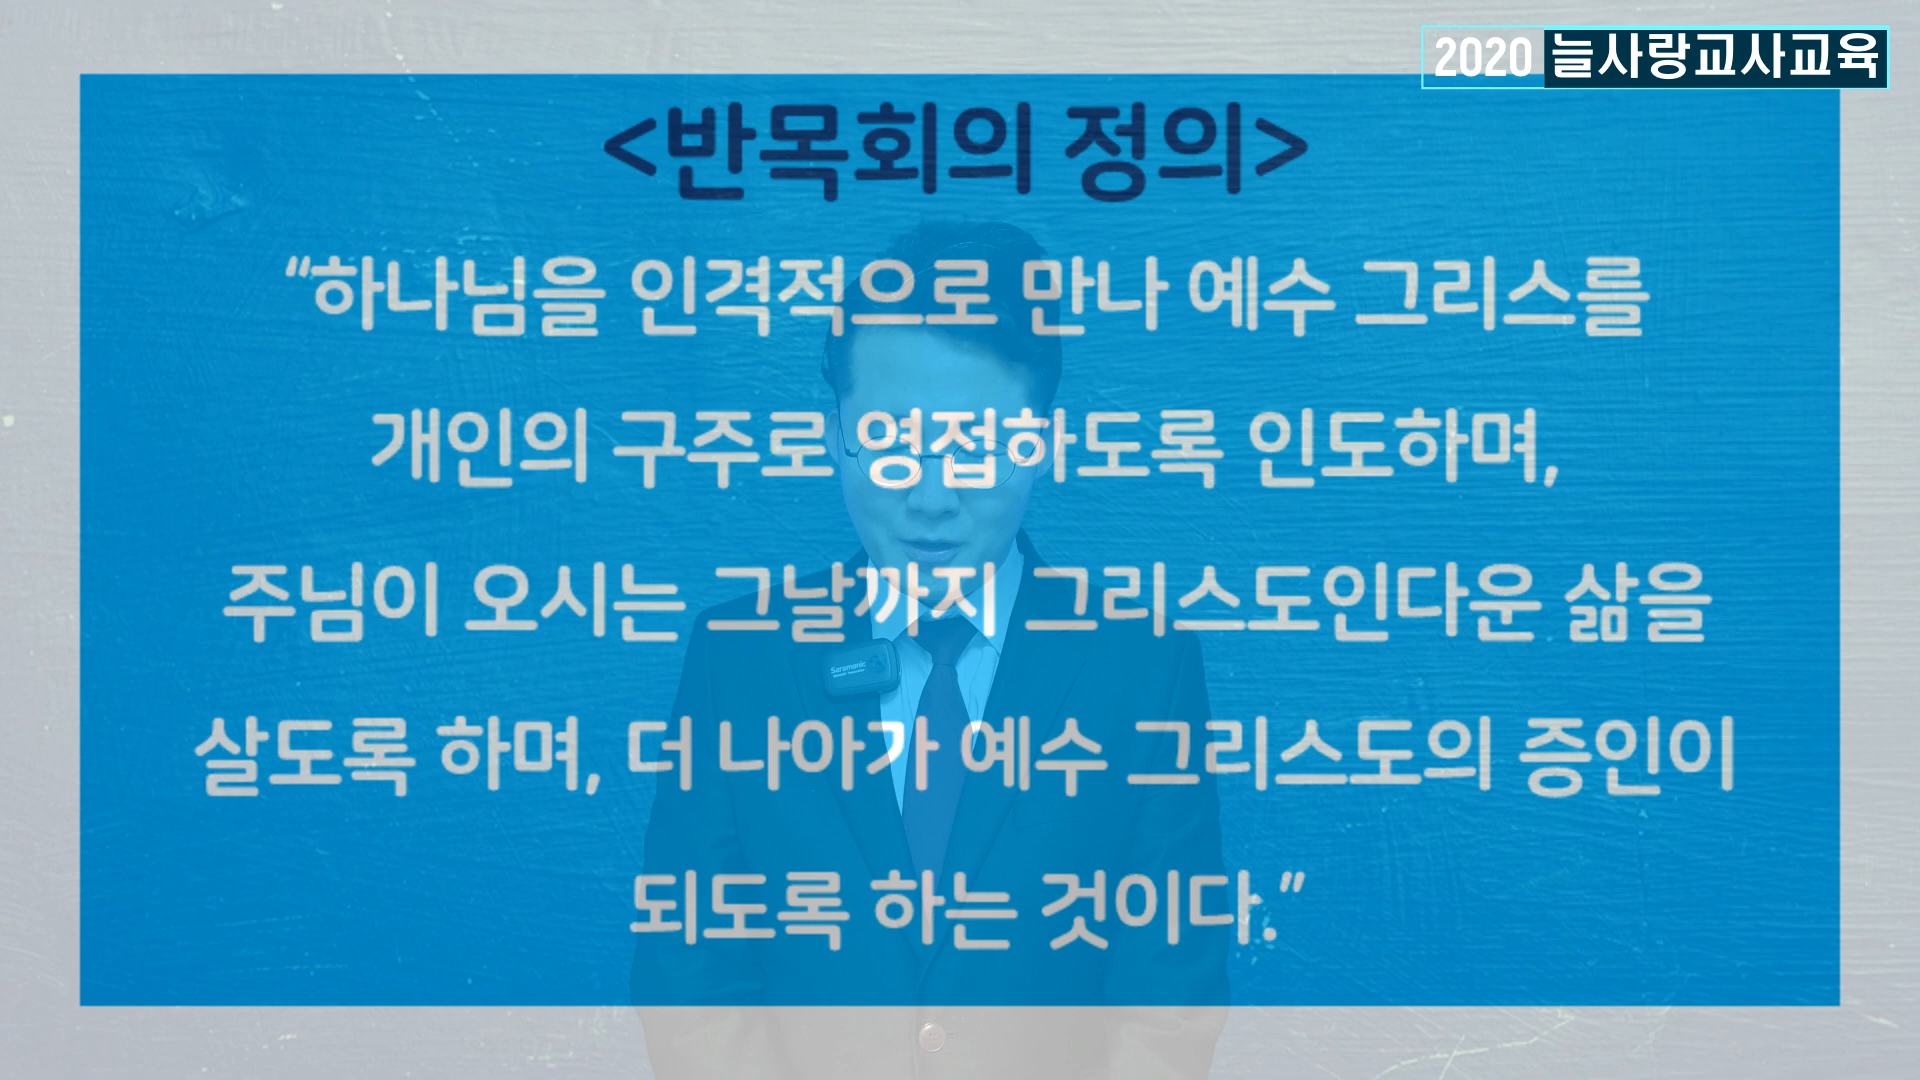 2020 늘사랑교사교육
<반목회의 정의>
“하나님을 인격적으로 만나 예수 그리스를
개인의 구주로 영접하도록 인도하며,
주님이 오시는 그날까지 그리스도인다운 삶을
살도록 하며, 더 나아가 예수 그리스도의 증인이
되도록 하는 것이다.”
Saramonic